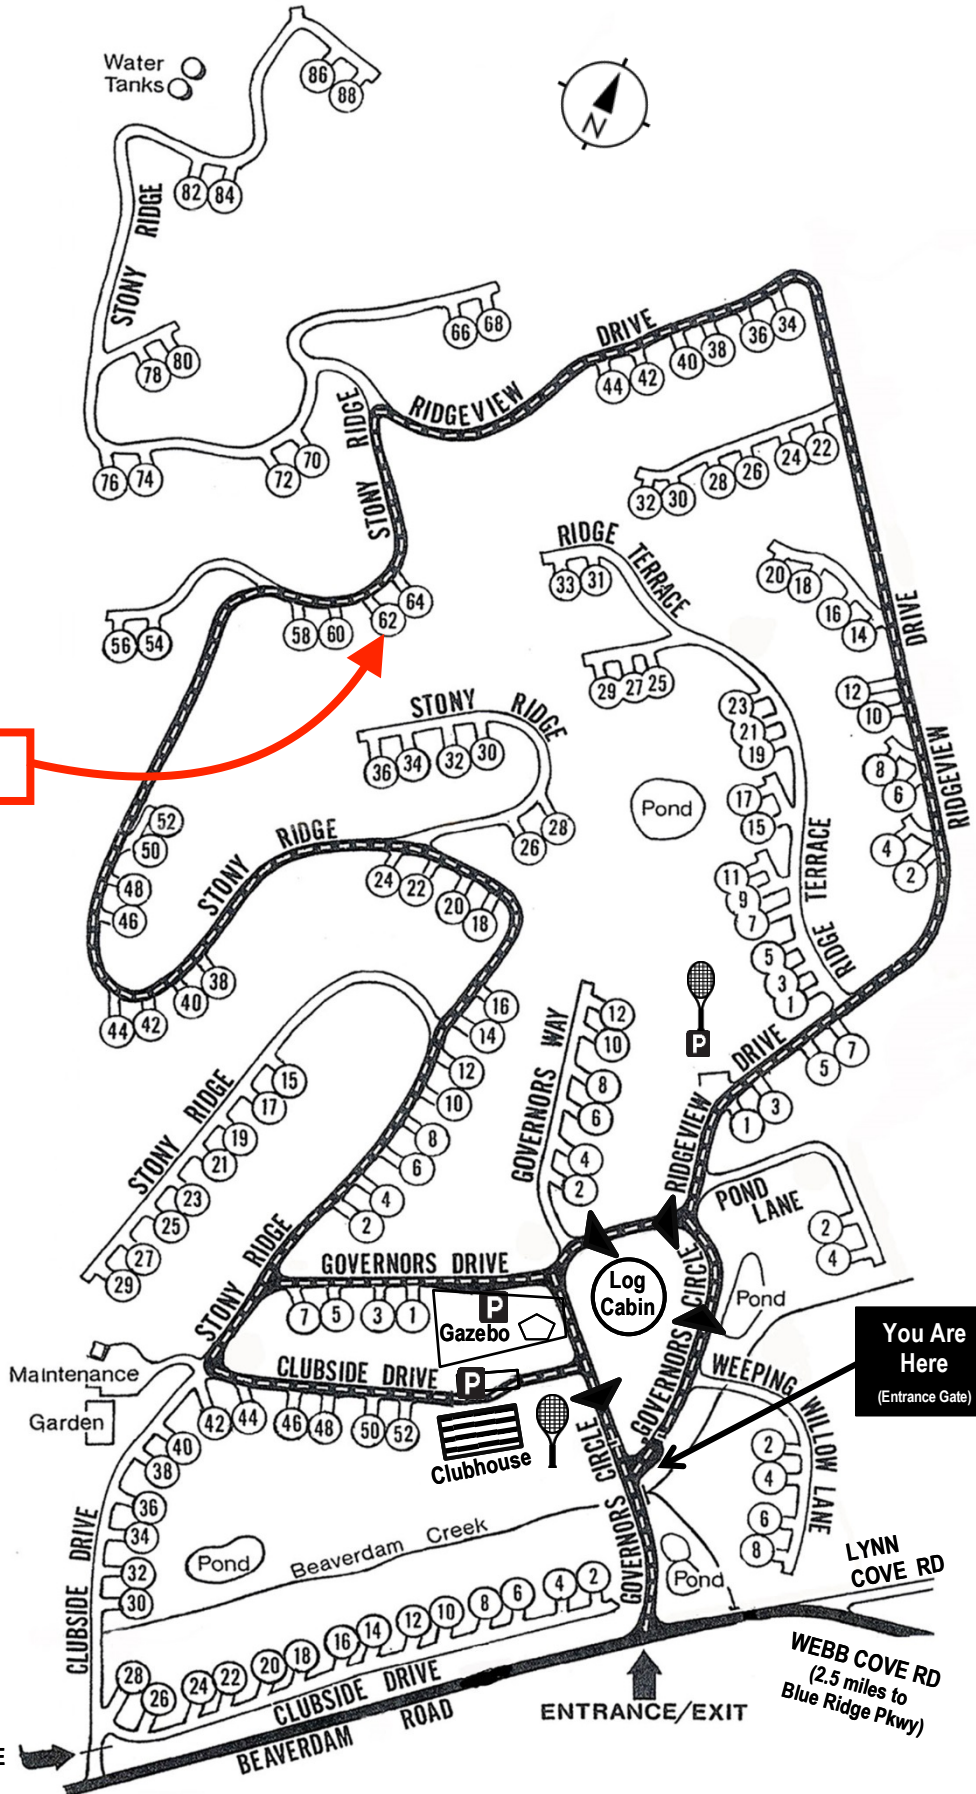 86
88
Water
Tanks
N
82
84
STONY RIDGE
66
68
DRIVE
34
36
38
40
42
44
78
80
RIDGEVIEW
RIDGE
STONY
70
72
74
76
22
24
26
28
30
32
RIDGE TERRACE
33
31
20
18
16
14
DRIVE
64
62
60
58
56
54
29
27
25
12
10
STONY RIDGE
23
21
19
36
34
32
30
8
6
RIDGEVIEW
Pond
17
15
28
26
4
2
52
50
STONY RIDGE
24
22
20
18
TERRACE
RIDGE
48
46
11
9
7
5
3
1
38
40
42
44
P
16
14
GOVERNORS WAY
12
10
8
6
4
2
DRIVE
RIDGEVIEW
7
5
3
1
12
10
8
6
4
2
STONY RIDGE
15
17
19
21
23
25
27
29
POND
LANE
2
4
STONY RIDGE
GOVERNORS DRIVE
7
5
3
1
P
Gazebo
Log
Cabin
GOVERNORS CIRCLE
Pond
You Are
Here
(Entrance Gate)
Maintenance
Garden
CLUBSIDE DRIVE
P
42
44
46
48
50
52
Clubhouse
GOVERNORS CIRCLE
WEEPING WILLOW LANE
2
4
6
8
40
38
36
34
32
30
CLUBSIDE DRIVE
Pond
Beaverdam Creek
Pond
LYNN
COVE RD
2
4
6
8
10
12
14
16
18
20
22
24
26
28
CLUBSIDE DRIVE
BEAVERDAM ROAD
ENTRANCE/EXIT
WEBB COVE RD
(2.5 miles to
Blue Ridge Pkwy)
E